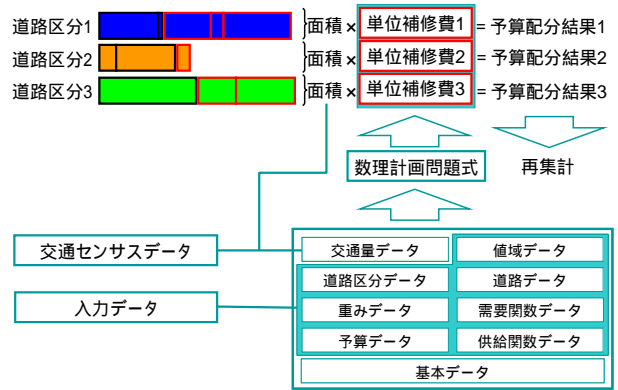 道路区分1 }面積 × 単位補修費1 = 予算配分結果1
道路区分2 }面積 × 単位補修費2 = 予算配分結果2
道路区分3 }面積 × 単位補修費3 = 予算配分結果3
数理計画問題式 再集計
交通センサスデータ
入力データ
交通量データ 値域データ
道路区分データ 道路データ
重みデータ 需要関数データ
予算データ 供給関数データ
基本データ